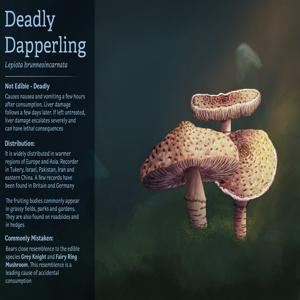 Deadly
Dapperling
Lepiota brunneoincarnata
Not Edible - Deadly
Causes nausea and vomiting a few hours
after consumption. Liver damage
follows a few days later. If left untreated,
liver damage escalates severely and
can have lethal consequences
Distribution:
It is widely distributed in warmer
regions of Europe and Asia. Recorder
in Tukery, Israel, Pakistan, Iran and
eastern China. A few records have
been found in Britain and Germany
The fruiting bodies commonly appear
in grassy fields, parks and gardens.
They are also found on roadsides and
in hedges
Commonly Mistaken:
Bears close resemblance to the edible
species Grey Knight and Fairy Ring
Mushroom. This resemblance is a
leading cause of accidental
consumption